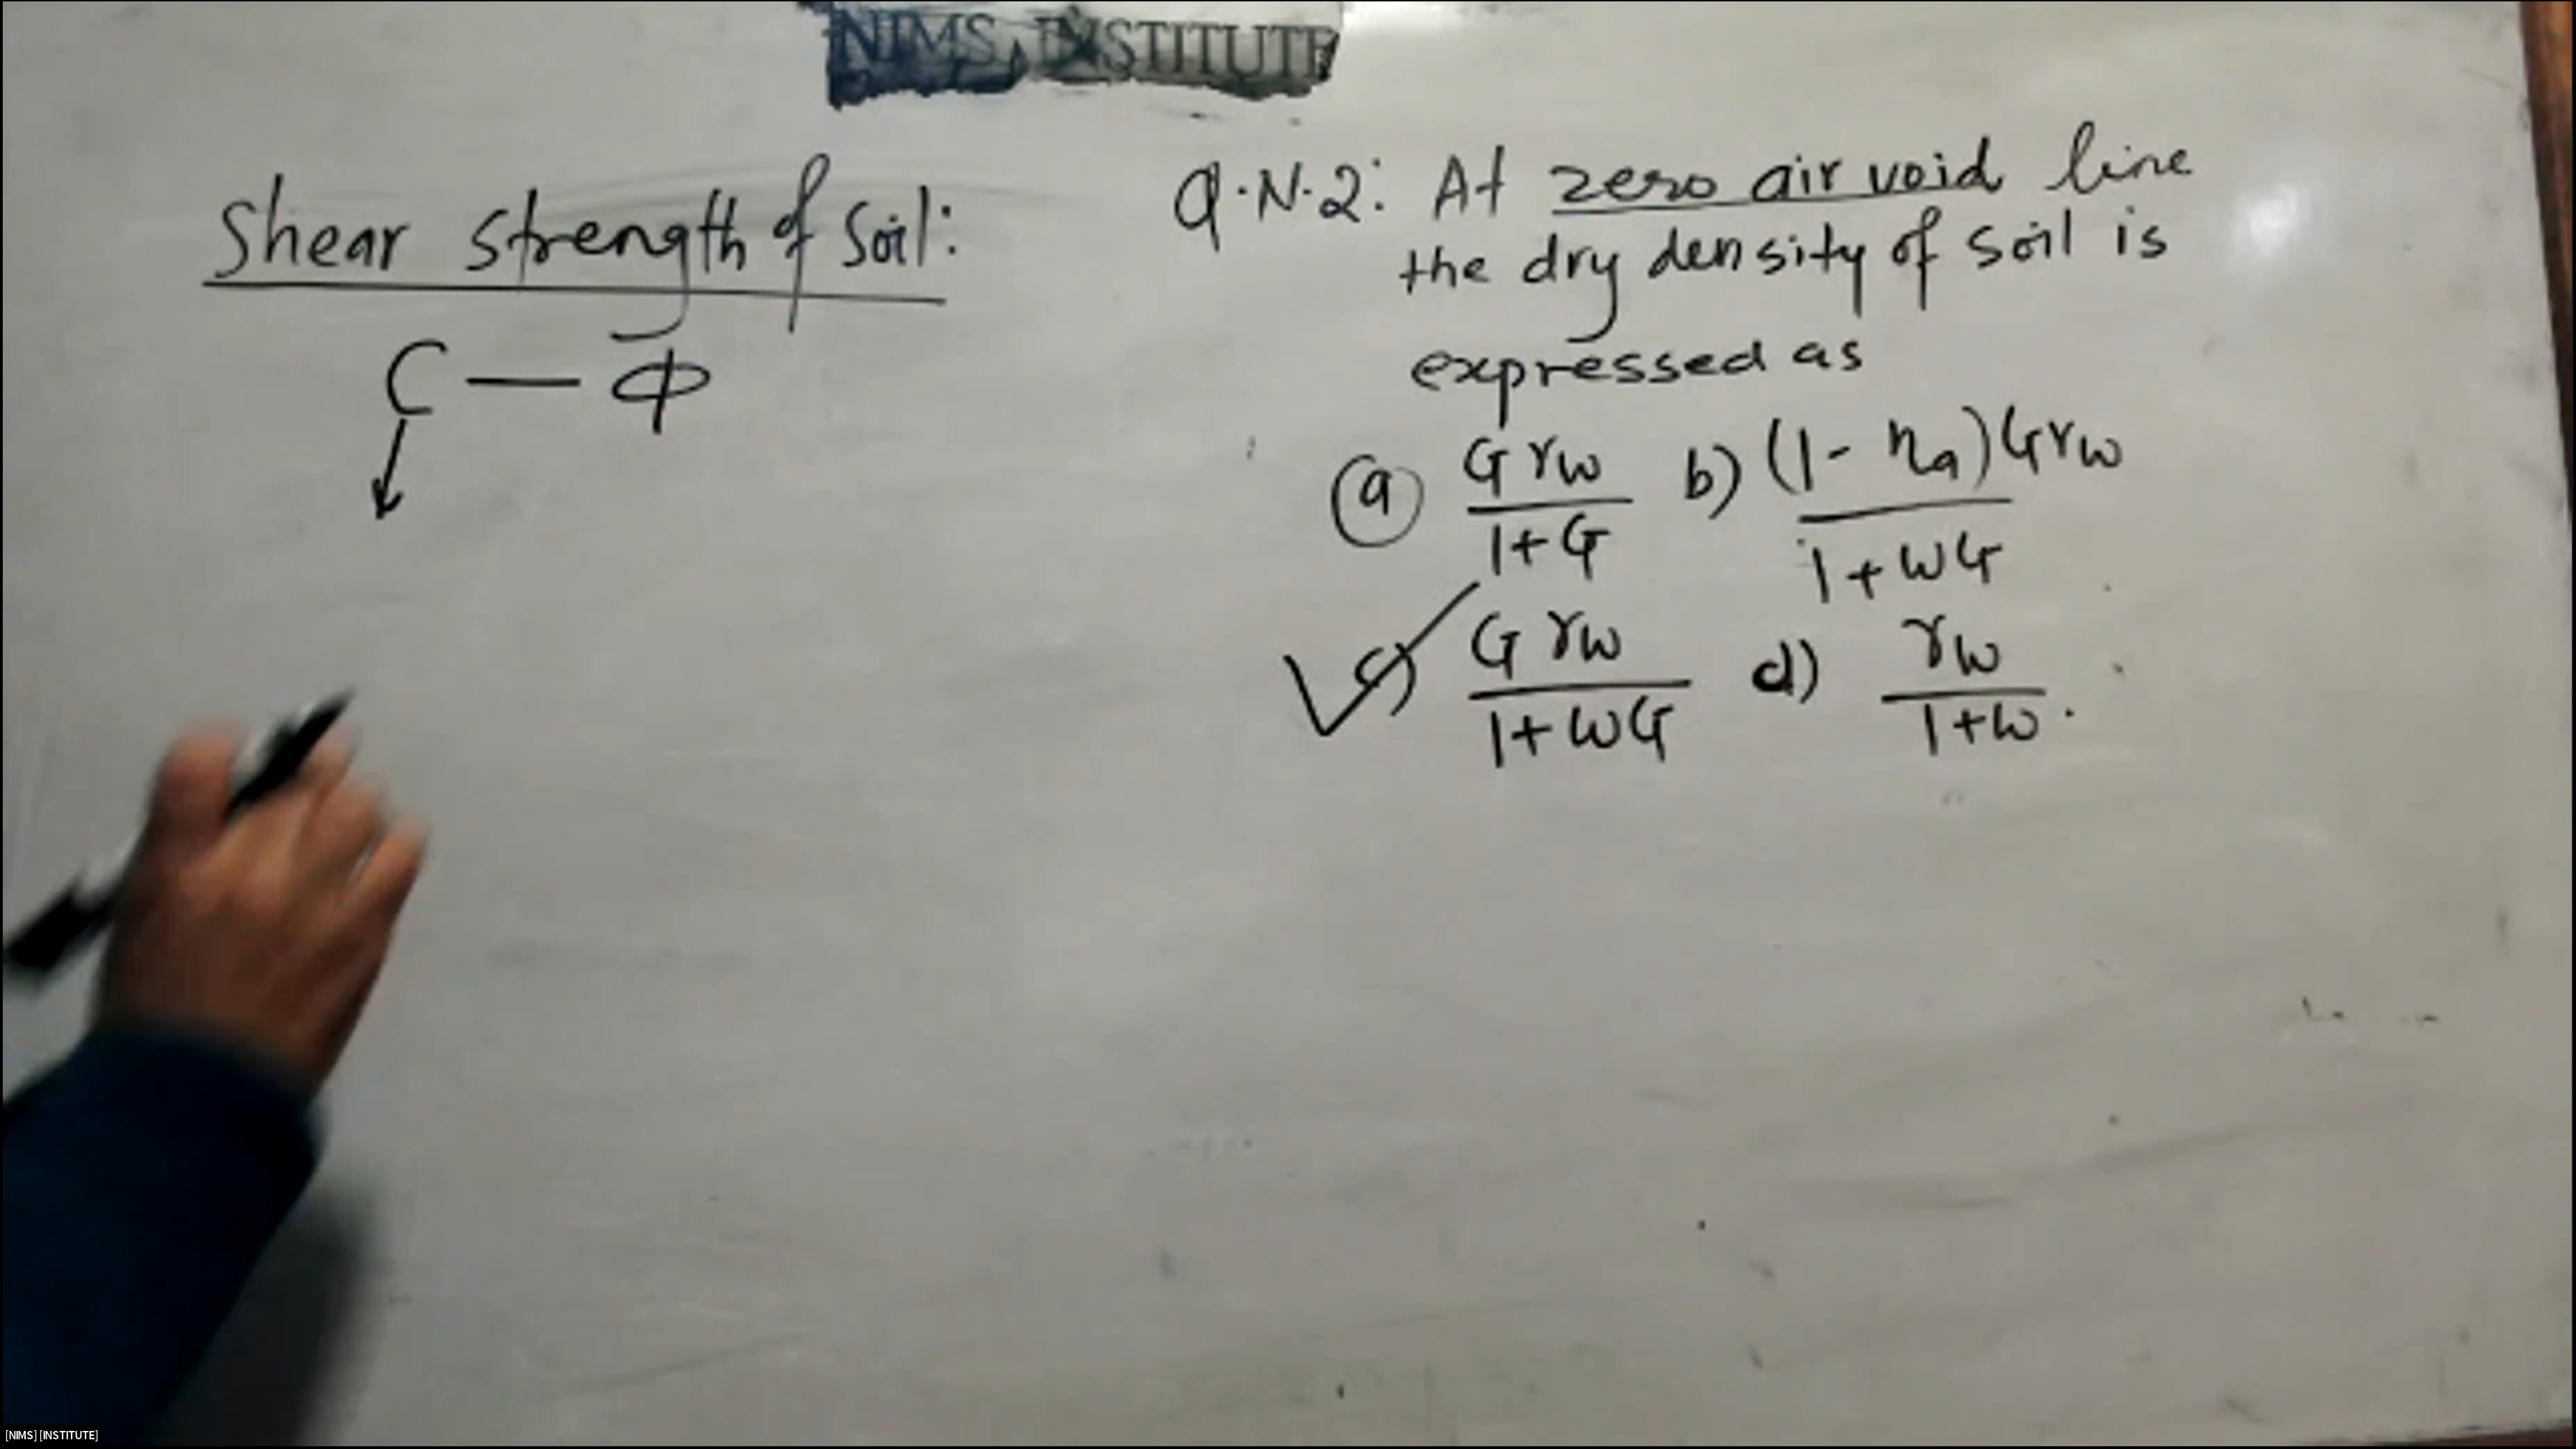 NIMS INSTITUTE
Shear strength of Soil:
C — Φ
Q.N.2: At zero air void line
the dry density of soil is
expressed as
a) Gγw / 1+G b) (1- ηa)Gγw / 1+wG
c) Gγw / 1+wG d) γw / 1+w.
[NIMS] [INSTITUTE]